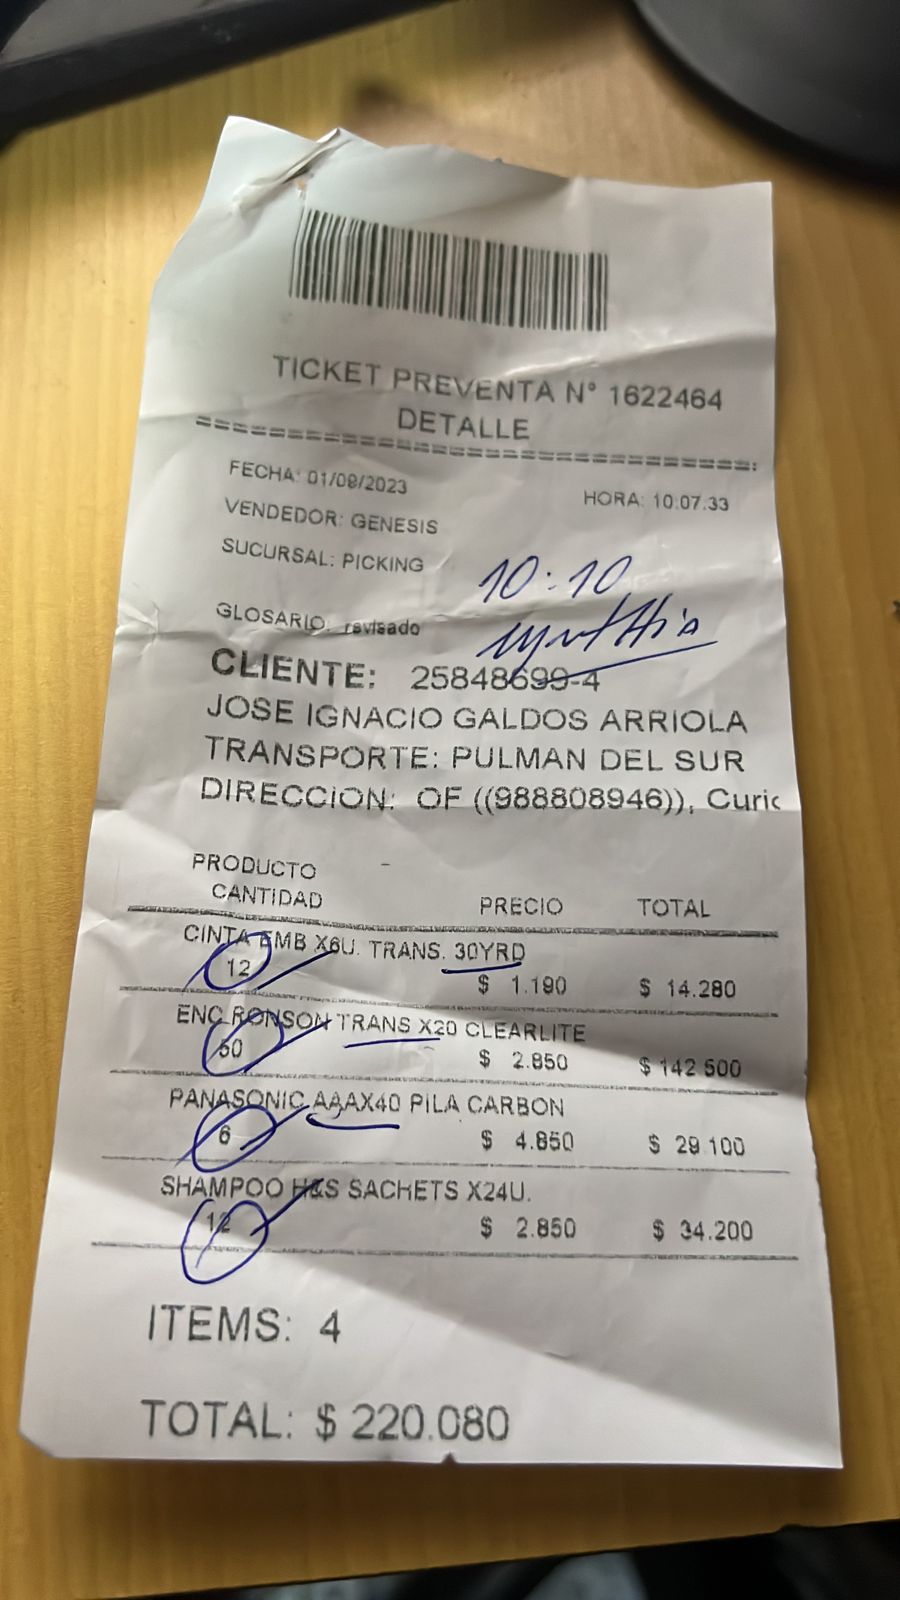 TICKET PREVENTA N° 1622464
DETALLE
FECHA: 01/08/2023 HORA: 10.07.33
VENDEDOR: GENESIS
SUCURSAL: PICKING
10:10
GLOSARIO: revisado
Cynthia
CLIENTE: 25848699-4
JOSE IGNACIO GALDOS ARRIOLA
TRANSPORTE: PULMAN DEL SUR
DIRECCION: OF ((988808946)), Curic
PRODUCTO
CANTIDAD PRECIO TOTAL
CINTA EMB X6U. TRANS. 30YRD
12 $ 1.190 $ 14.280
ENC.RONSON TRANS X20 CLEARLITE
50 $ 2.850 $ 142.500
PANASONIC AAAX40 PILA CARBON
6 $ 4.850 $ 29.100
SHAMPOO H&S SACHETS X24U.
12 $ 2.850 $ 34.200
ITEMS: 4
TOTAL: $ 220.080